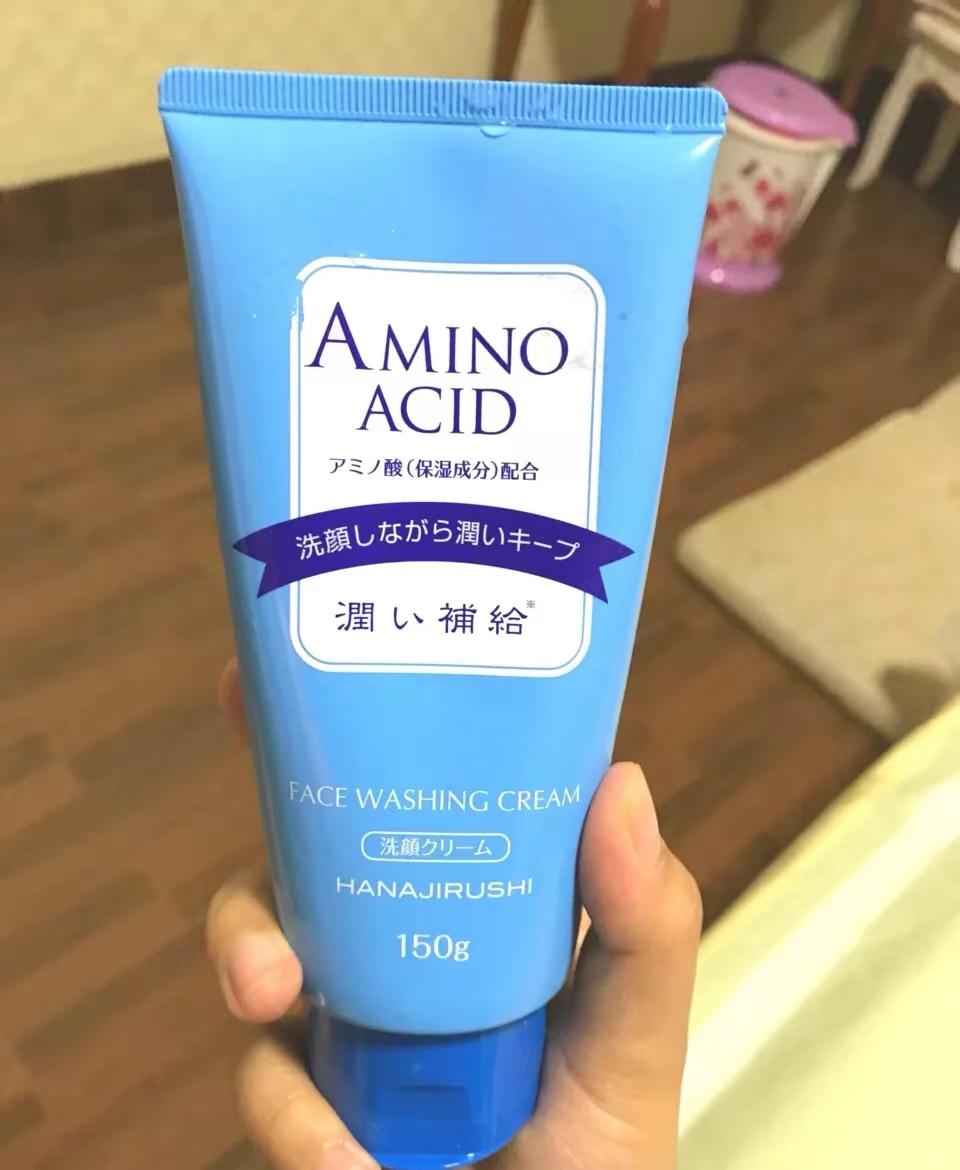 AMINO
ACID
アミノ酸(保湿成分)配合
洗顔しながら潤いキープ
潤い補給※
FACE WASHING CREAM
洗顔クリーム
HANAJIRUSHI
150g